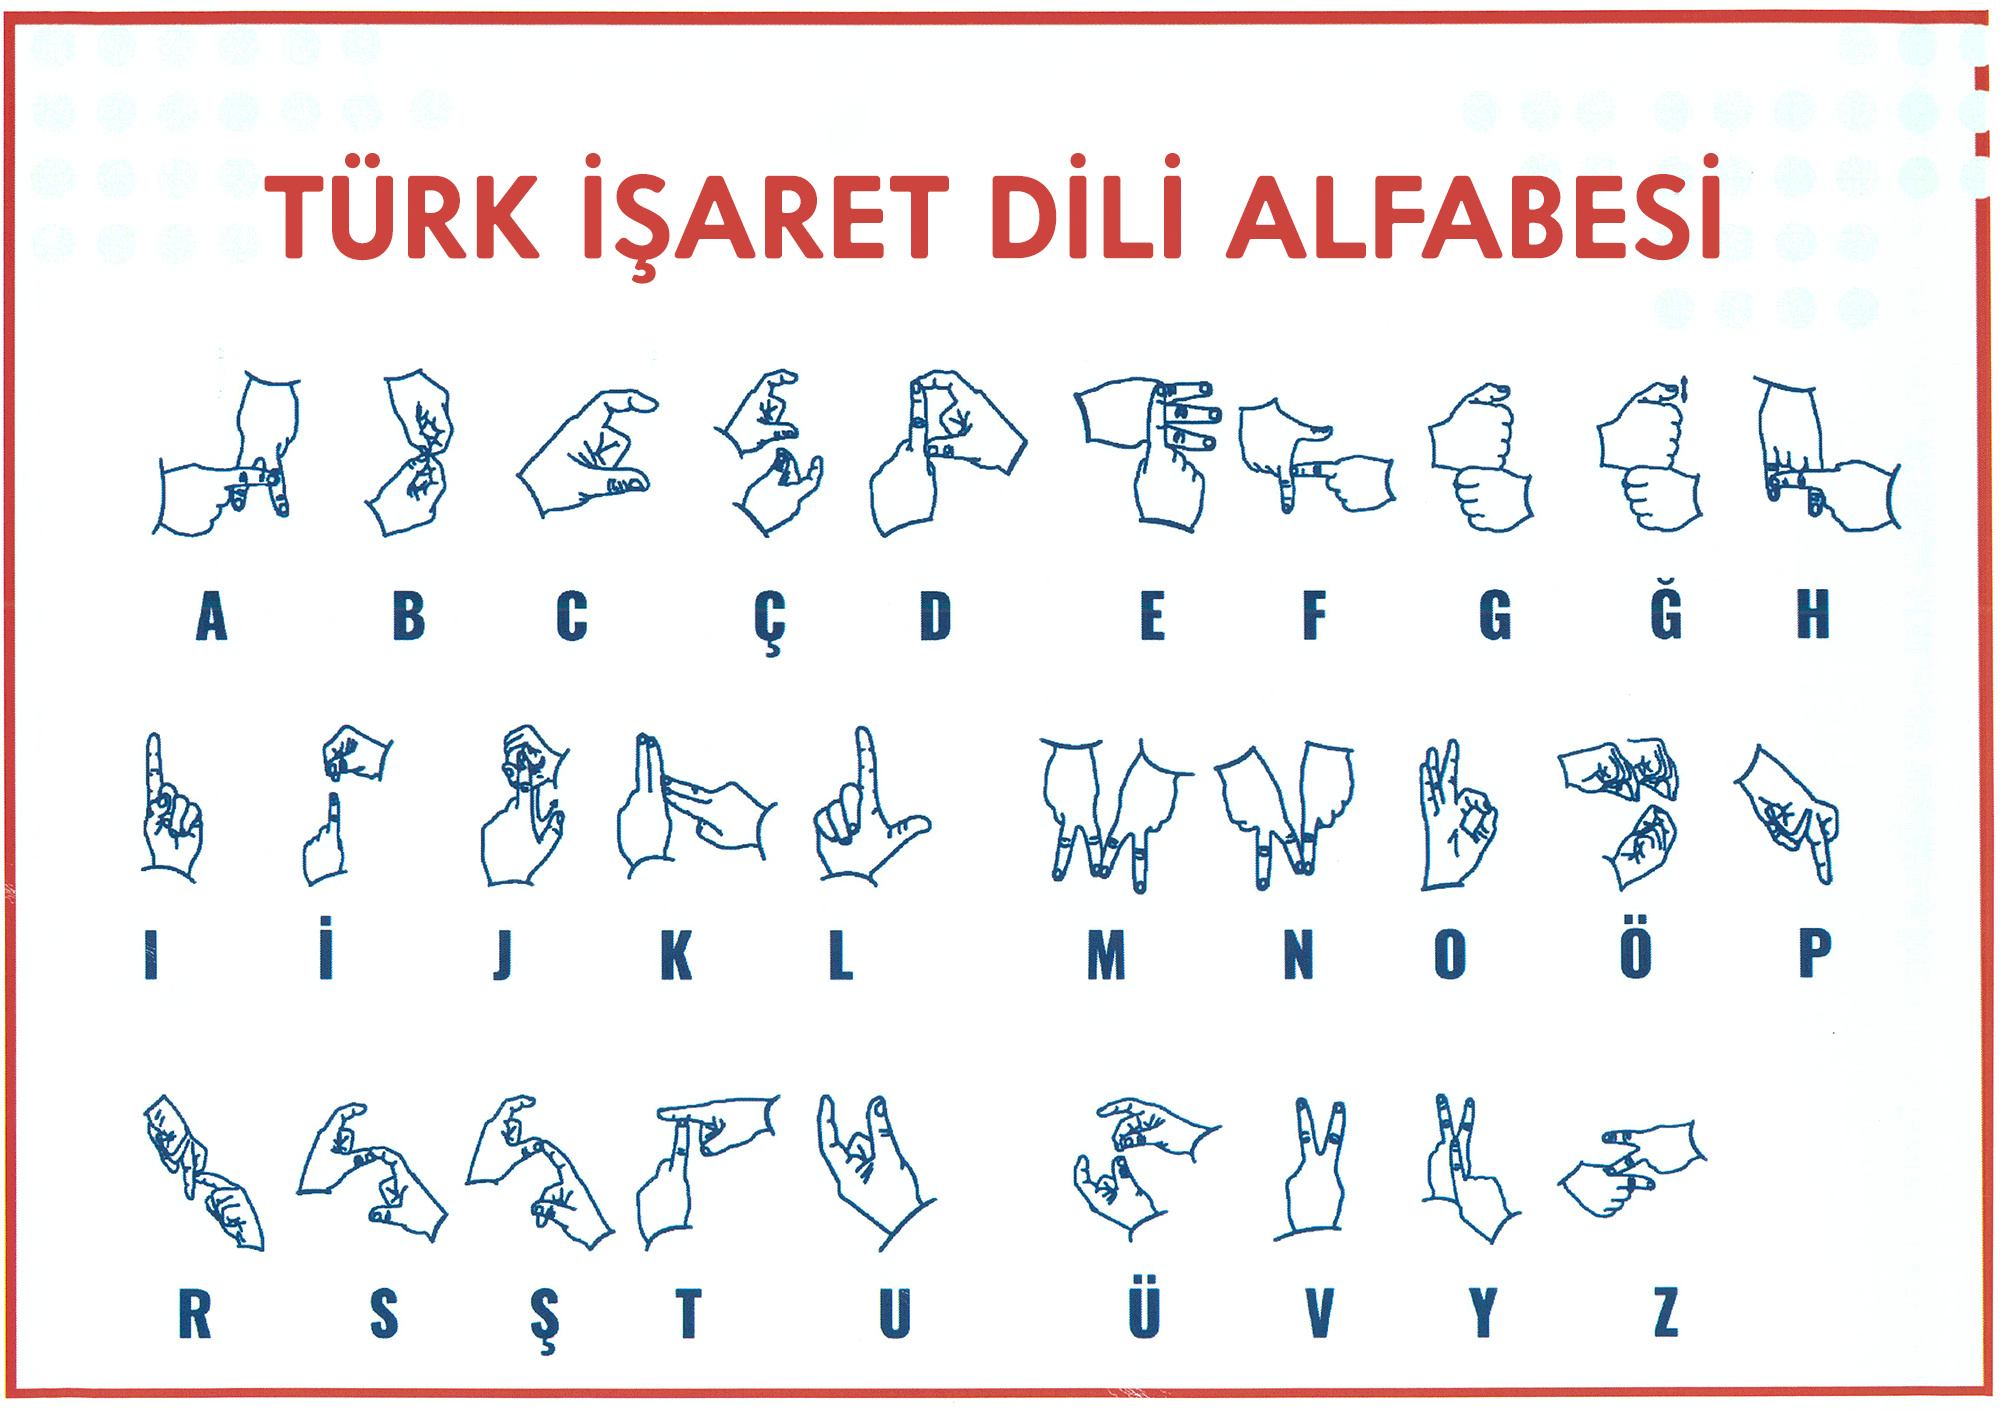 TÜRK İŞARET DİLİ ALFABESİ
A B C Ç D E F G Ğ H
I İ J K L M N O Ö P
R S Ş T U Ü V Y Z